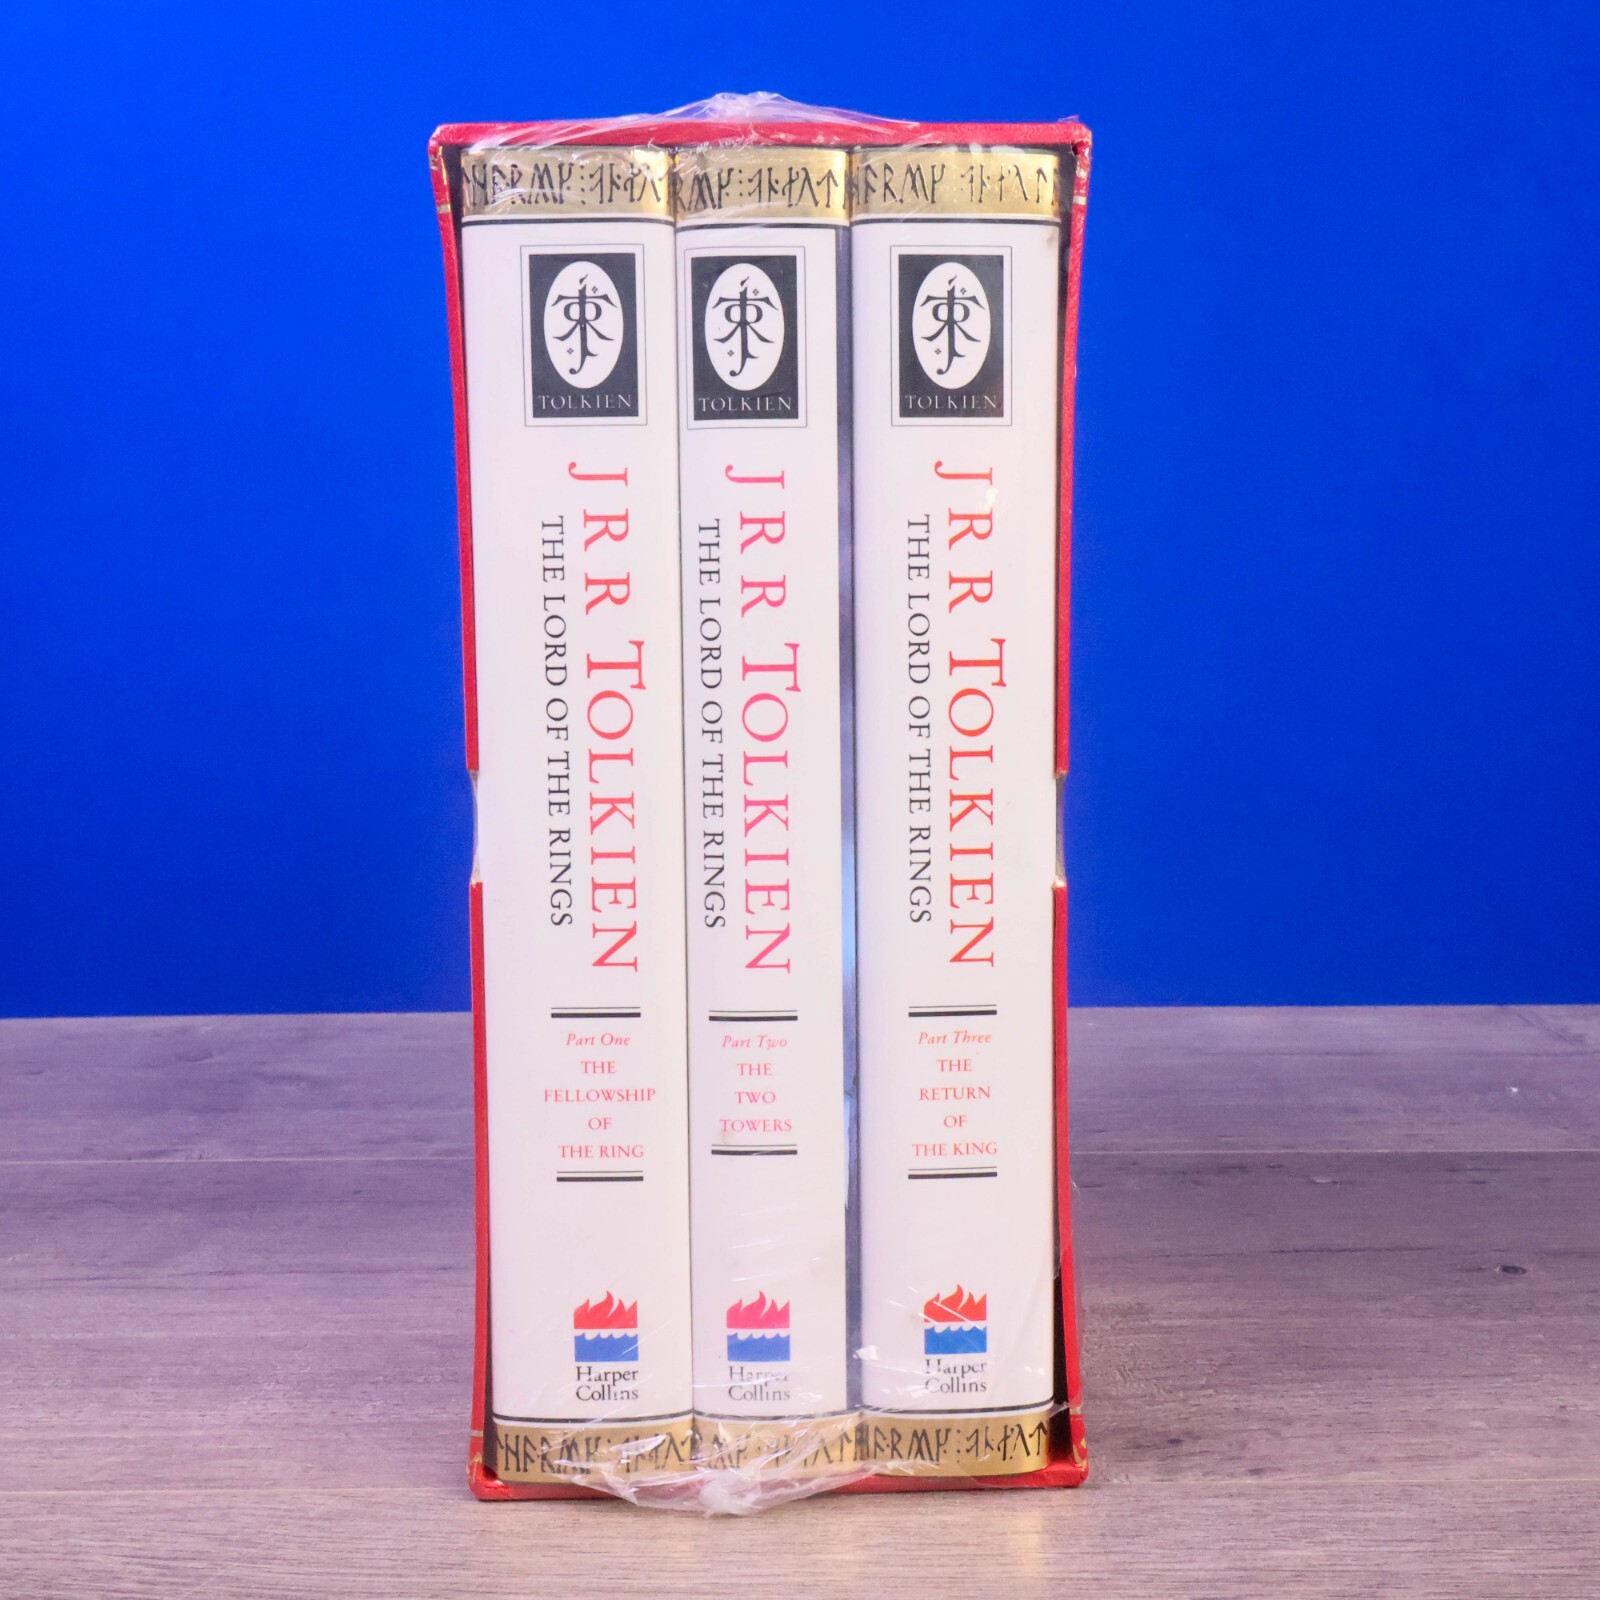 TOLKIEN
J R R TOLKIEN
THE LORD OF THE RINGS
Part One
THE
FELLOWSHIP
OF
THE RING
Harper
Collins
TOLKIEN
J R R TOLKIEN
THE LORD OF THE RINGS
Part Two
THE
TWO
TOWERS
Harper
Collins
TOLKIEN
J R R TOLKIEN
THE LORD OF THE RINGS
Part Three
THE
RETURN
OF
THE KING
Harper
Collins